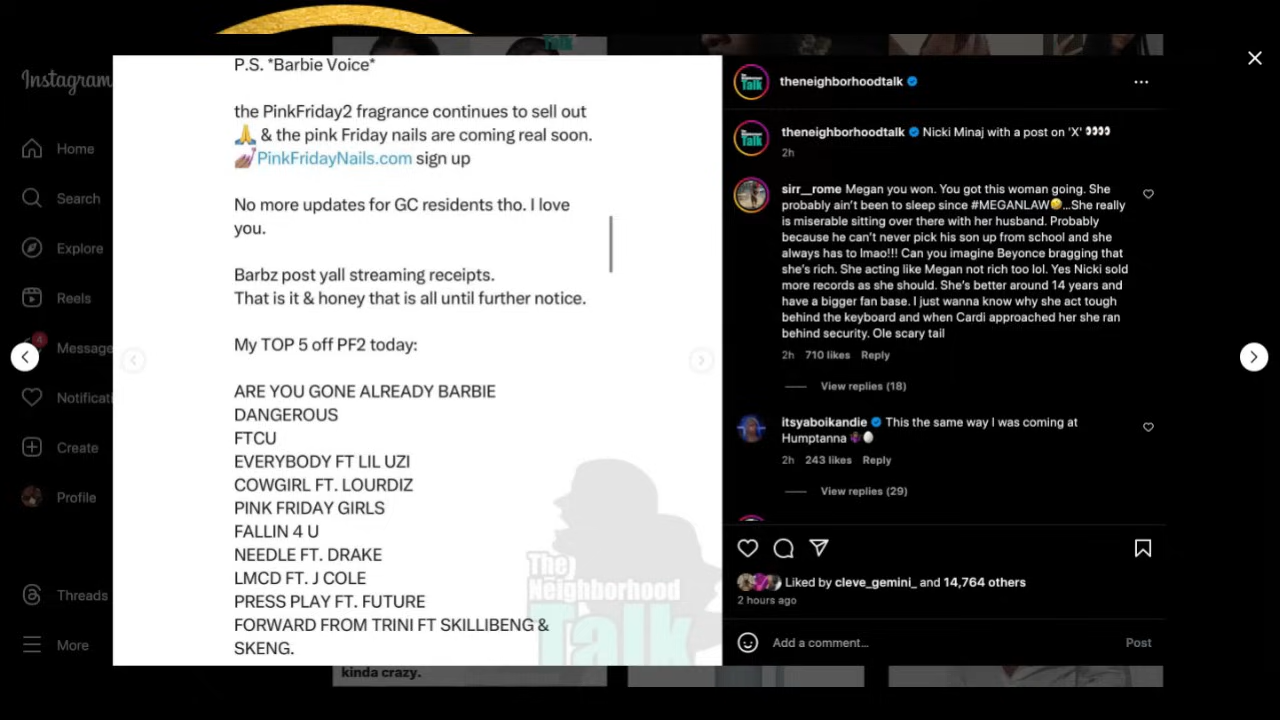 Instagram
Home
Search
Explore
Reels
4
Message
Notificati
Create
Profile
Threads
More
P.S. *Barbie Voice*
the PinkFriday2 fragrance continues to sell out
🙏 & the pink Friday nails are coming real soon.
💅🏽PinkFridayNails.com sign up
No more updates for GC residents tho. I love
you.
Barbz post yall streaming receipts.
That is it & honey that is all until further notice.
My TOP 5 off PF2 today:
ARE YOU GONE ALREADY BARBIE
DANGEROUS
FTCU
EVERYBODY FT LIL UZI
COWGIRL FT. LOURDIZ
PINK FRIDAY GIRLS
FALLIN 4 U
NEEDLE FT. DRAKE
LMCD FT. J COLE
PRESS PLAY FT. FUTURE
FORWARD FROM TRINI FT SKILLIBENG &
SKENG.
The
Neighborhood
Talk
kinda crazy.
Talk
theneighborhoodtalk
theneighborhoodtalk Nicki Minaj with a post on 'X' 👀👀
2h
sirr__rome Megan you won. You got this woman going. She
probably ain't been to sleep since #MEGANLAW🤣...She really
is miserable sitting over there with her husband. Probably
because he can't never pick his son up from school and she
always has to lmao!!! Can you imagine Beyonce bragging that
she's rich. She acting like Megan not rich too lol. Yes Nicki sold
more records as she should. She's better around 14 years and
have a bigger fan base. I just wanna know why she act tough
behind the keyboard and when Cardi approached her she ran
behind security. Ole scary tail
2h 710 likes Reply
View replies (18)
itsyaboikandie This the same way I was coming at
Humptanna
2h 243 likes Reply
View replies (29)
Liked by cleve_gemini_ and 14,764 others
2 hours ago
Add a comment...
Post